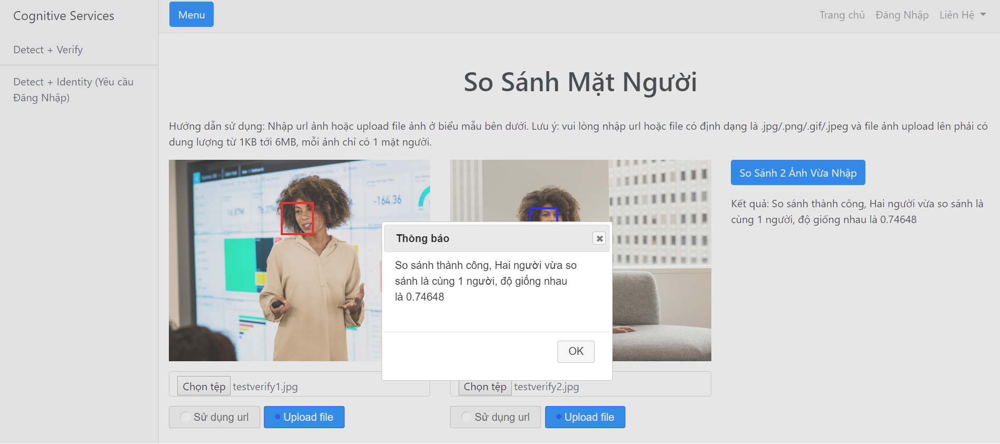 Cognitive Services
Menu
Trang chủ
Đăng Nhập
Liên Hệ
Detect + Verify
Detect + Identity (Yêu cầu
Đăng Nhập)
So Sánh Mặt Người
Hướng dẫn sử dụng: Nhập url ảnh hoặc upload file ảnh ở biểu mẫu bên dưới. Lưu ý: vui lòng nhập url hoặc file có định dạng là .jpg/.png/.gif/.jpeg và file ảnh upload lên phải có
dung lượng từ 1KB tới 6MB, mỗi ảnh chỉ có 1 mặt người.
-164.36
So Sánh 2 Ảnh Vừa Nhập
Kết quả: So sánh thành công, Hai người vừa so sánh là
cùng 1 người, độ giống nhau là 0.74648
Thông báo
So sánh thành công, Hai người vừa so
sánh là cùng 1 người, độ giống nhau
là 0.74648
OK
Chọn tệp testverify1.jpg
Chọn tệp testverify2.jpg
Sử dụng url
Upload file
Sử dụng url
Upload file